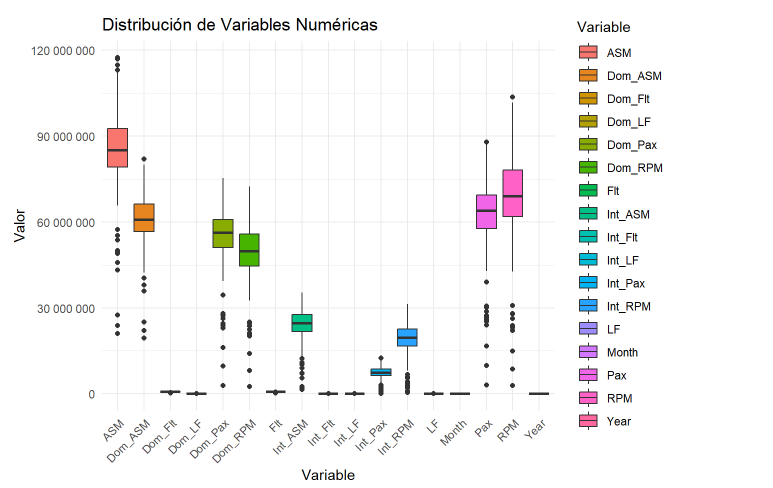 Distribución de Variables Numéricas
Valor
120 000 000
90 000 000
60 000 000
30 000 000
0
ASM
Dom_ASM
Dom_Flt
Dom_LF
Dom_Pax
Dom_RPM
Flt
Int_ASM
Int_Flt
Int_LF
Int_Pax
Int_RPM
LF
Month
Pax
RPM
Year
Variable
Variable
ASM
Dom_ASM
Dom_Flt
Dom_LF
Dom_Pax
Dom_RPM
Flt
Int_ASM
Int_Flt
Int_LF
Int_Pax
Int_RPM
LF
Month
Pax
RPM
Year